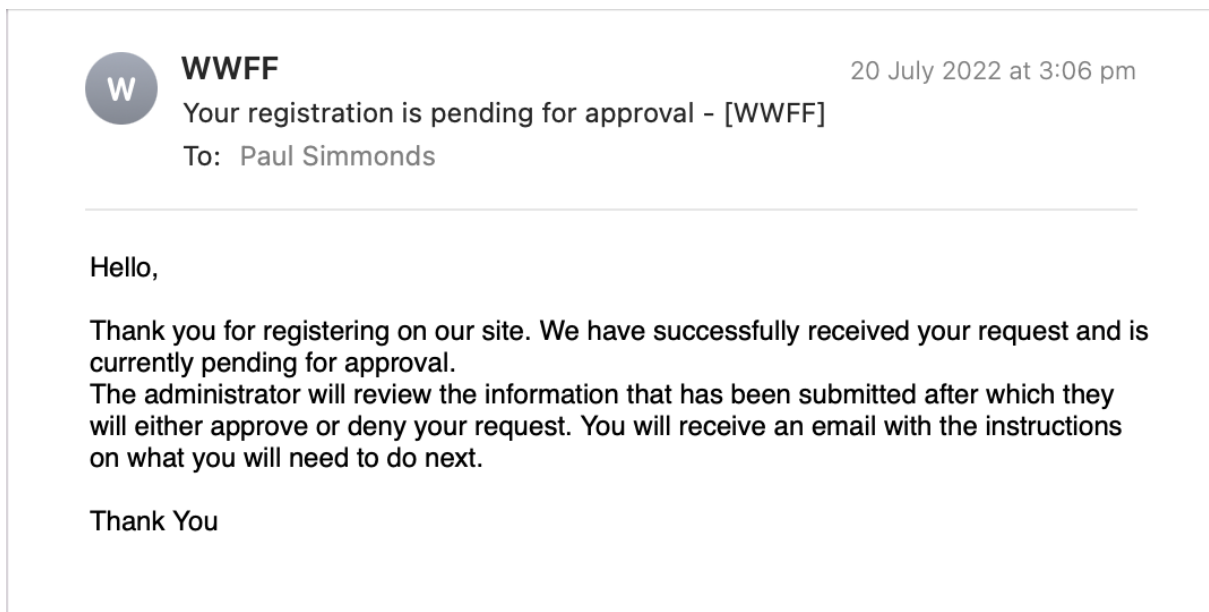 W
WWFF
20 July 2022 at 3:06 pm
Your registration is pending for approval - [WWFF]
To: Paul Simmonds
Hello,
Thank you for registering on our site. We have successfully received your request and is
currently pending for approval.
The administrator will review the information that has been submitted after which they
will either approve or deny your request. You will receive an email with the instructions
on what you will need to do next.
Thank You